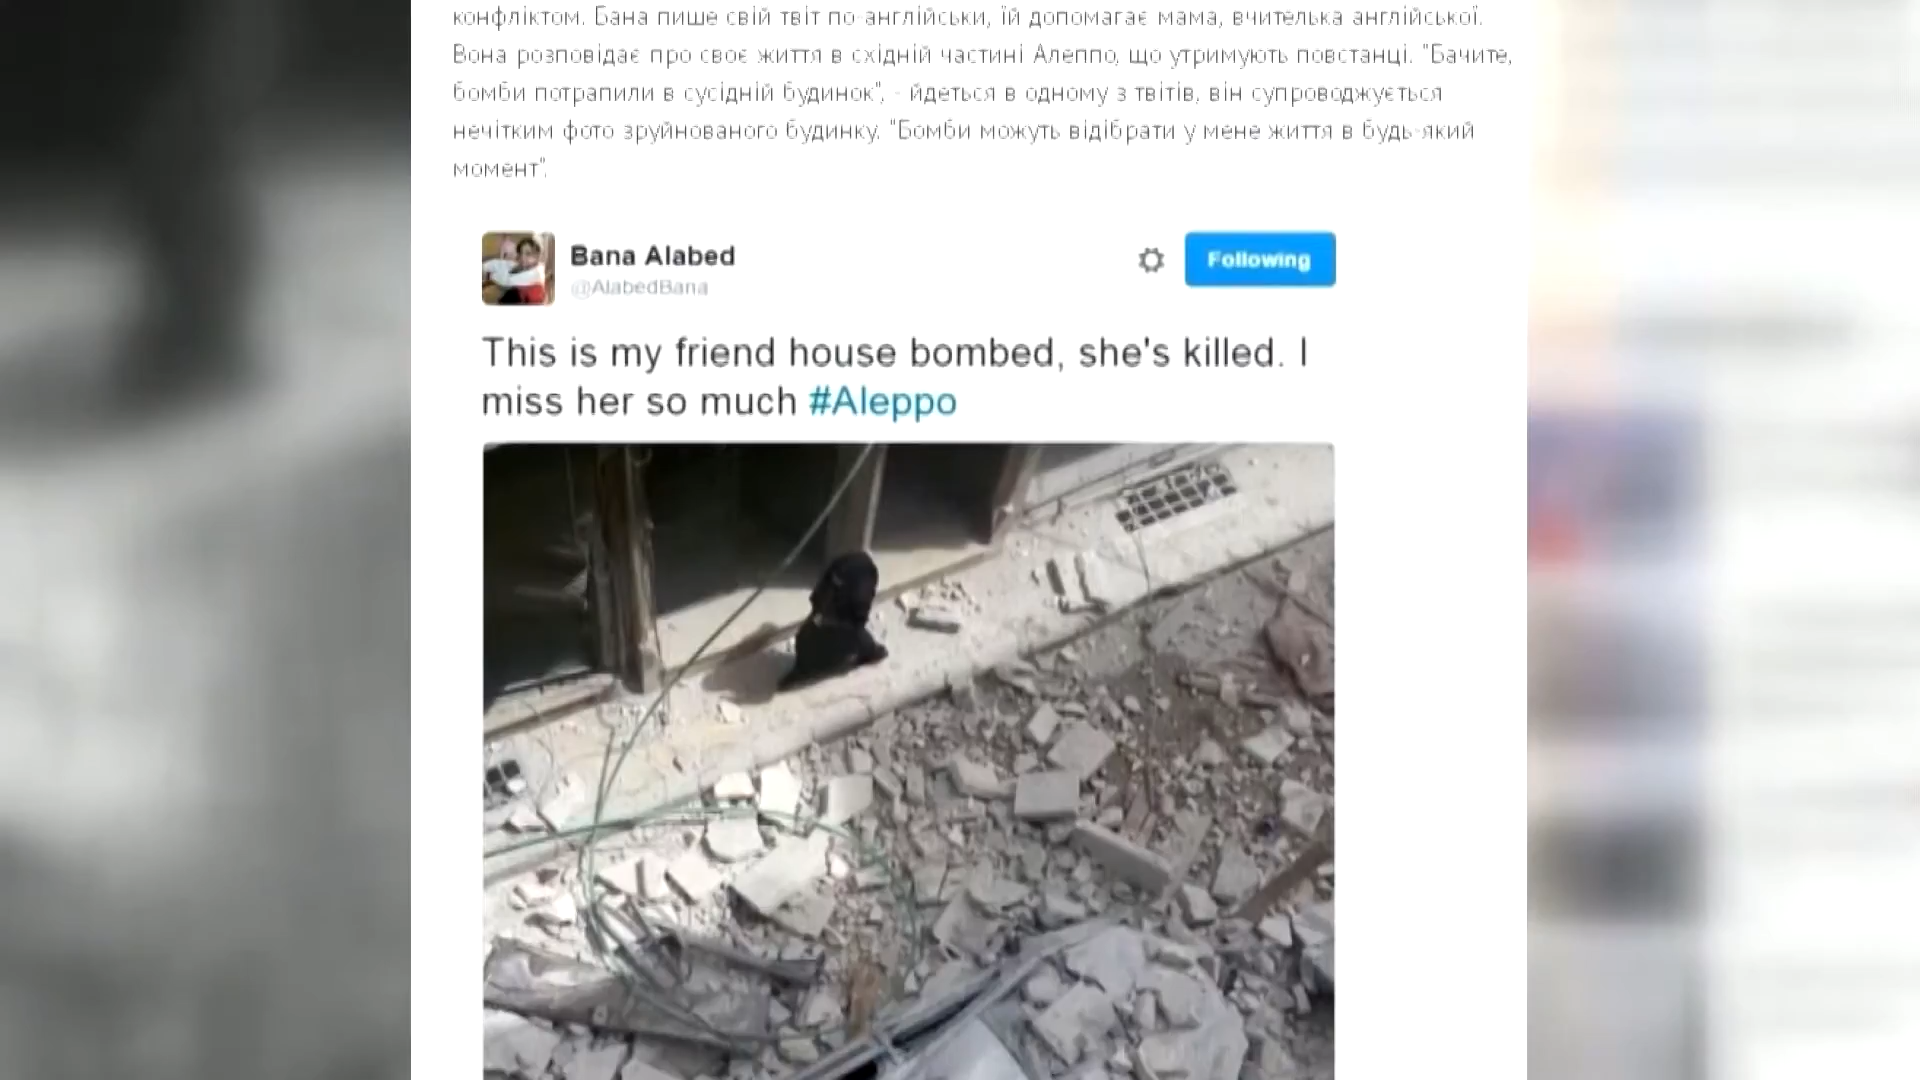 конфліктом. Бана пише свій твіт по-англійськи, їй допомагає мама, вчителька англійської.
Вона розповідає про своє життя в східній частині Алеппо, що утримують повстанці. "Бачите,
бомби потрапили в сусідній будинок", - йдеться в одному з твітів, він супроводжується
нечітким фото зруйнованого будинку. "Бомби можуть відібрати у мене життя в будь-який
момент".
Bana Alabed
@AlabedBana
Following
This is my friend house bombed, she's killed. I
miss her so much #Aleppo